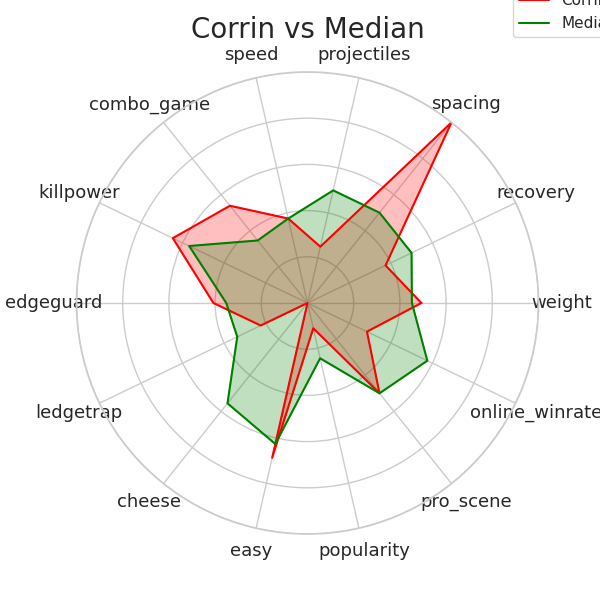 Corrin vs Median
speed
projectiles
combo_game
spacing
killpower
recovery
edgeguard
weight
ledgetrap
online_winrate
cheese
pro_scene
easy
popularity